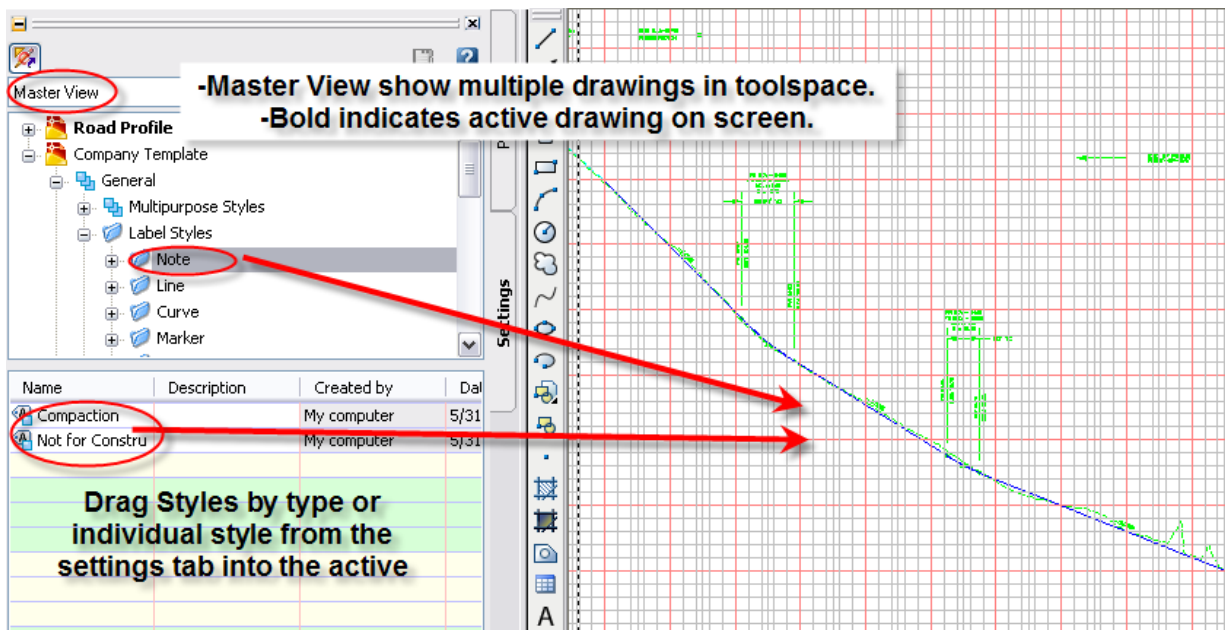 Master View
-Master View show multiple drawings in toolspace.
-Bold indicates active drawing on screen.
Road Profile
Company Template
General
Multipurpose Styles
Label Styles
Note
Line
Curve
Marker
Settings
Name Description Created by Dat
Compaction My computer 5/31
Not for Constru My computer 5/31
Drag Styles by type or
individual style from the
settings tab into the active
A